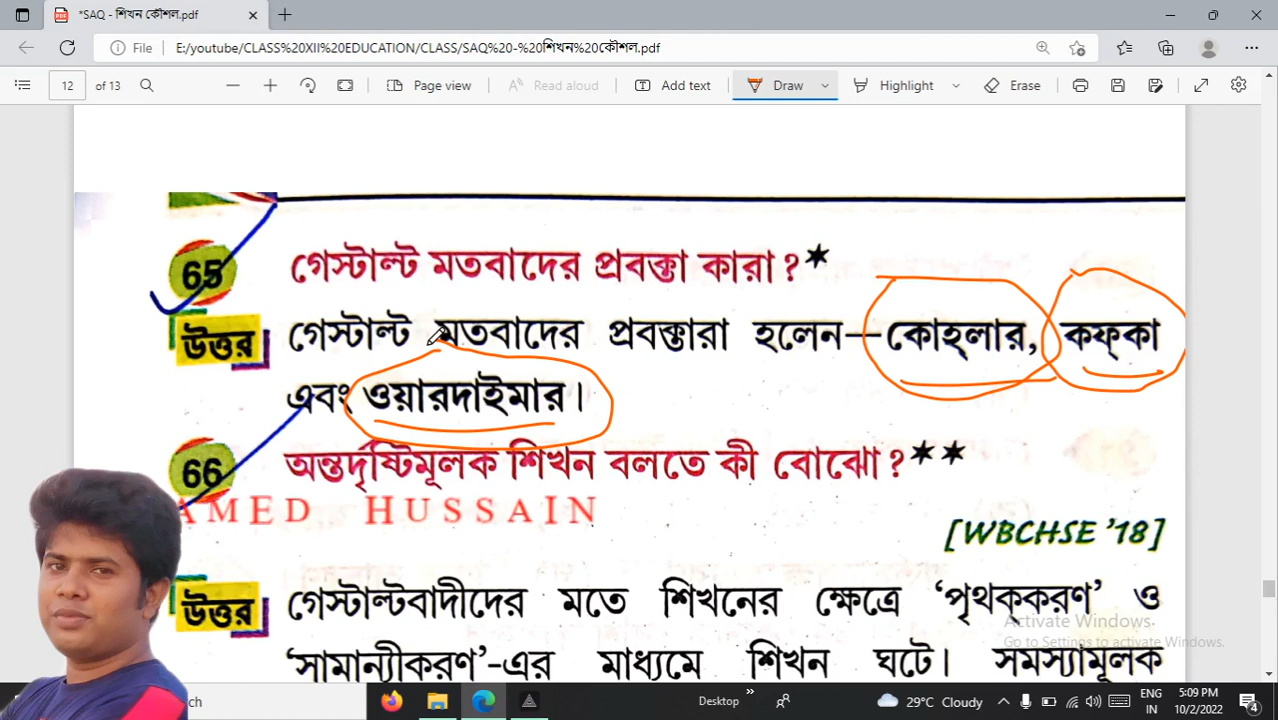 *SAQ - শিখন কৌশল.pdf
File E:/youtube/CLASS%20XII%20EDUCATION/CLASS/SAQ%20-%20শিখন%20কৌশল.pdf
12 of 13 Page view Read aloud Add text Draw Highlight Erase
65 গেস্টাল্ট মতবাদের প্রবক্তা কারা?*
উত্তর গেস্টাল্ট মতবাদের প্রবক্তারা হলেন—কোহ্‌লার, কফ্‌কা
এবং ওয়ারদাইমার।
66 অন্তর্দৃষ্টিমূলক শিখন বলতে কী বোঝো?**
AMED HUSSAIN
[WBCHSE '18]
উত্তর গেস্টাল্টবাদীদের মতে শিখনের ক্ষেত্রে 'পৃথক্‌করণ' ও
Activate Windows
Go to Settings to activate Windows.
'সামান্যীকরণ'-এর মাধ্যমে শিখন ঘটে। সমস্যামূলক
rch Desktop 29°C Cloudy ENG IN 5:09 PM 10/2/2022 4